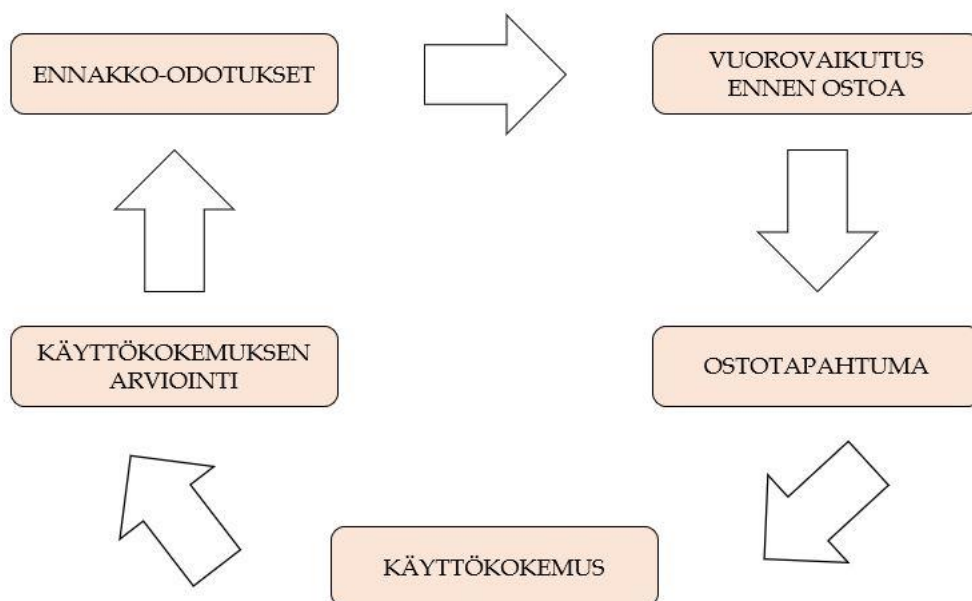 ENNAKKO-ODOTUKSET
VUOROVAIKUTUS
ENNEN OSTOA
OSTOTAPAHTUMA
KÄYTTÖKOKEMUS
KÄYTTÖKOKEMUKSEN
ARVIOINTI